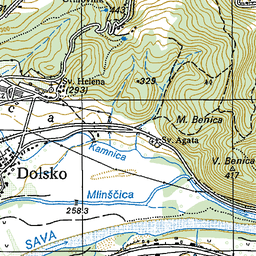 443
Sv. Helena
(293)
329
c
a
M. Benica
Kamnica
Sv. Agata
V. Benica
417
Dolsko
Mlinščica
258.3
SAVA